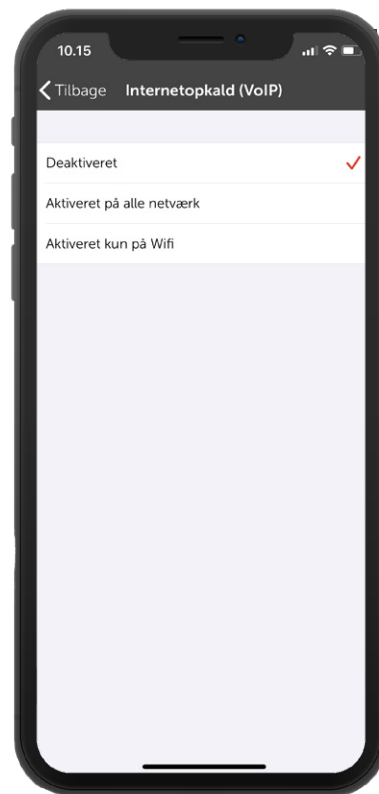 10.15
Tilbage Internetopkald (VoIP)
Deaktiveret
Aktiveret på alle netværk
Aktiveret kun på Wifi